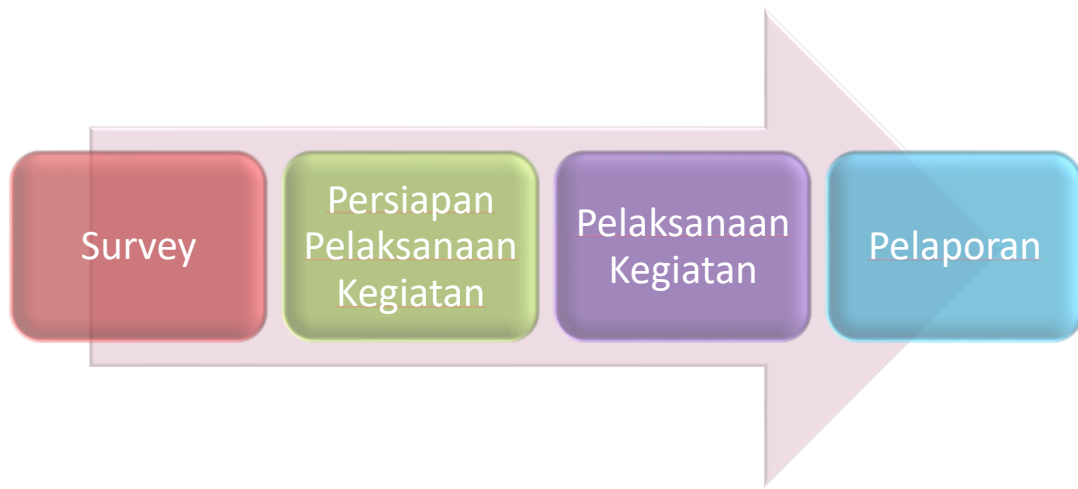 Survey
Persiapan
Pelaksanaan
Kegiatan
Pelaksanaan
Kegiatan
Pelaporan